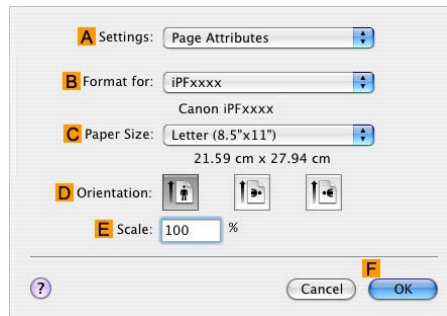 A Settings: Page Attributes
B Format for: iPFxxxx
Canon iPFxxxx
C Paper Size: Letter (8.5"x11")
21.59 cm x 27.94 cm
D Orientation:
E Scale: 100 %
F
? Cancel OK